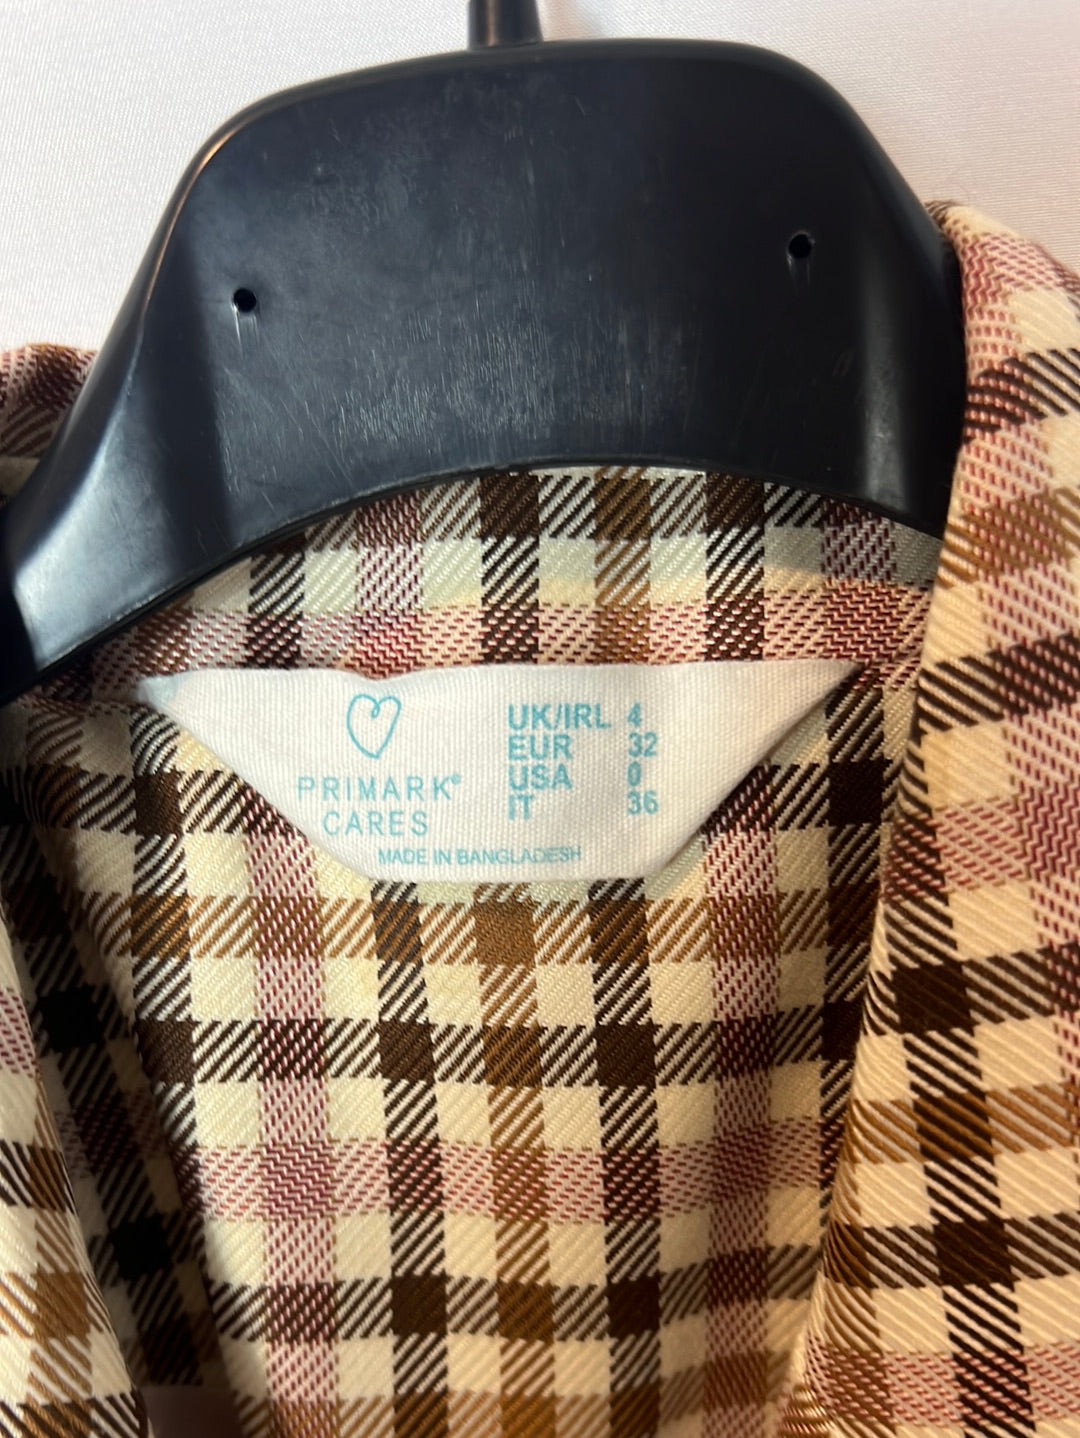 PRIMARK®
CARES
UK/IRL 4
EUR 32
USA 0
IT 36
MADE IN BANGLADESH